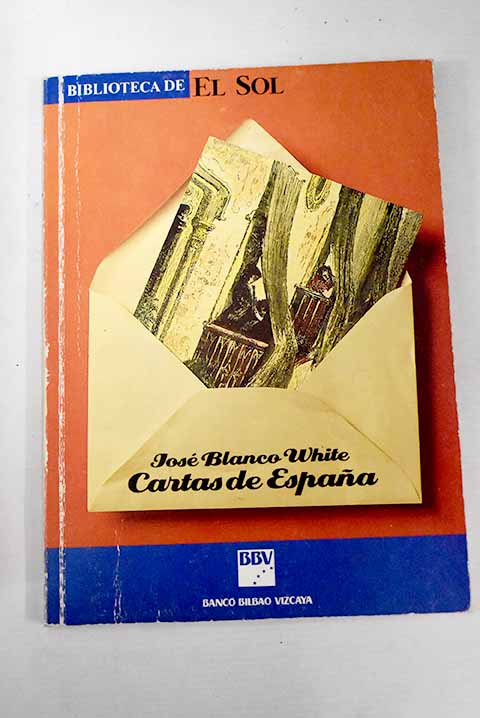 BIBLIOTECA DE EL SOL
José Blanco White
Cartas de España
BBV
BANCO BILBAO VIZCAYA